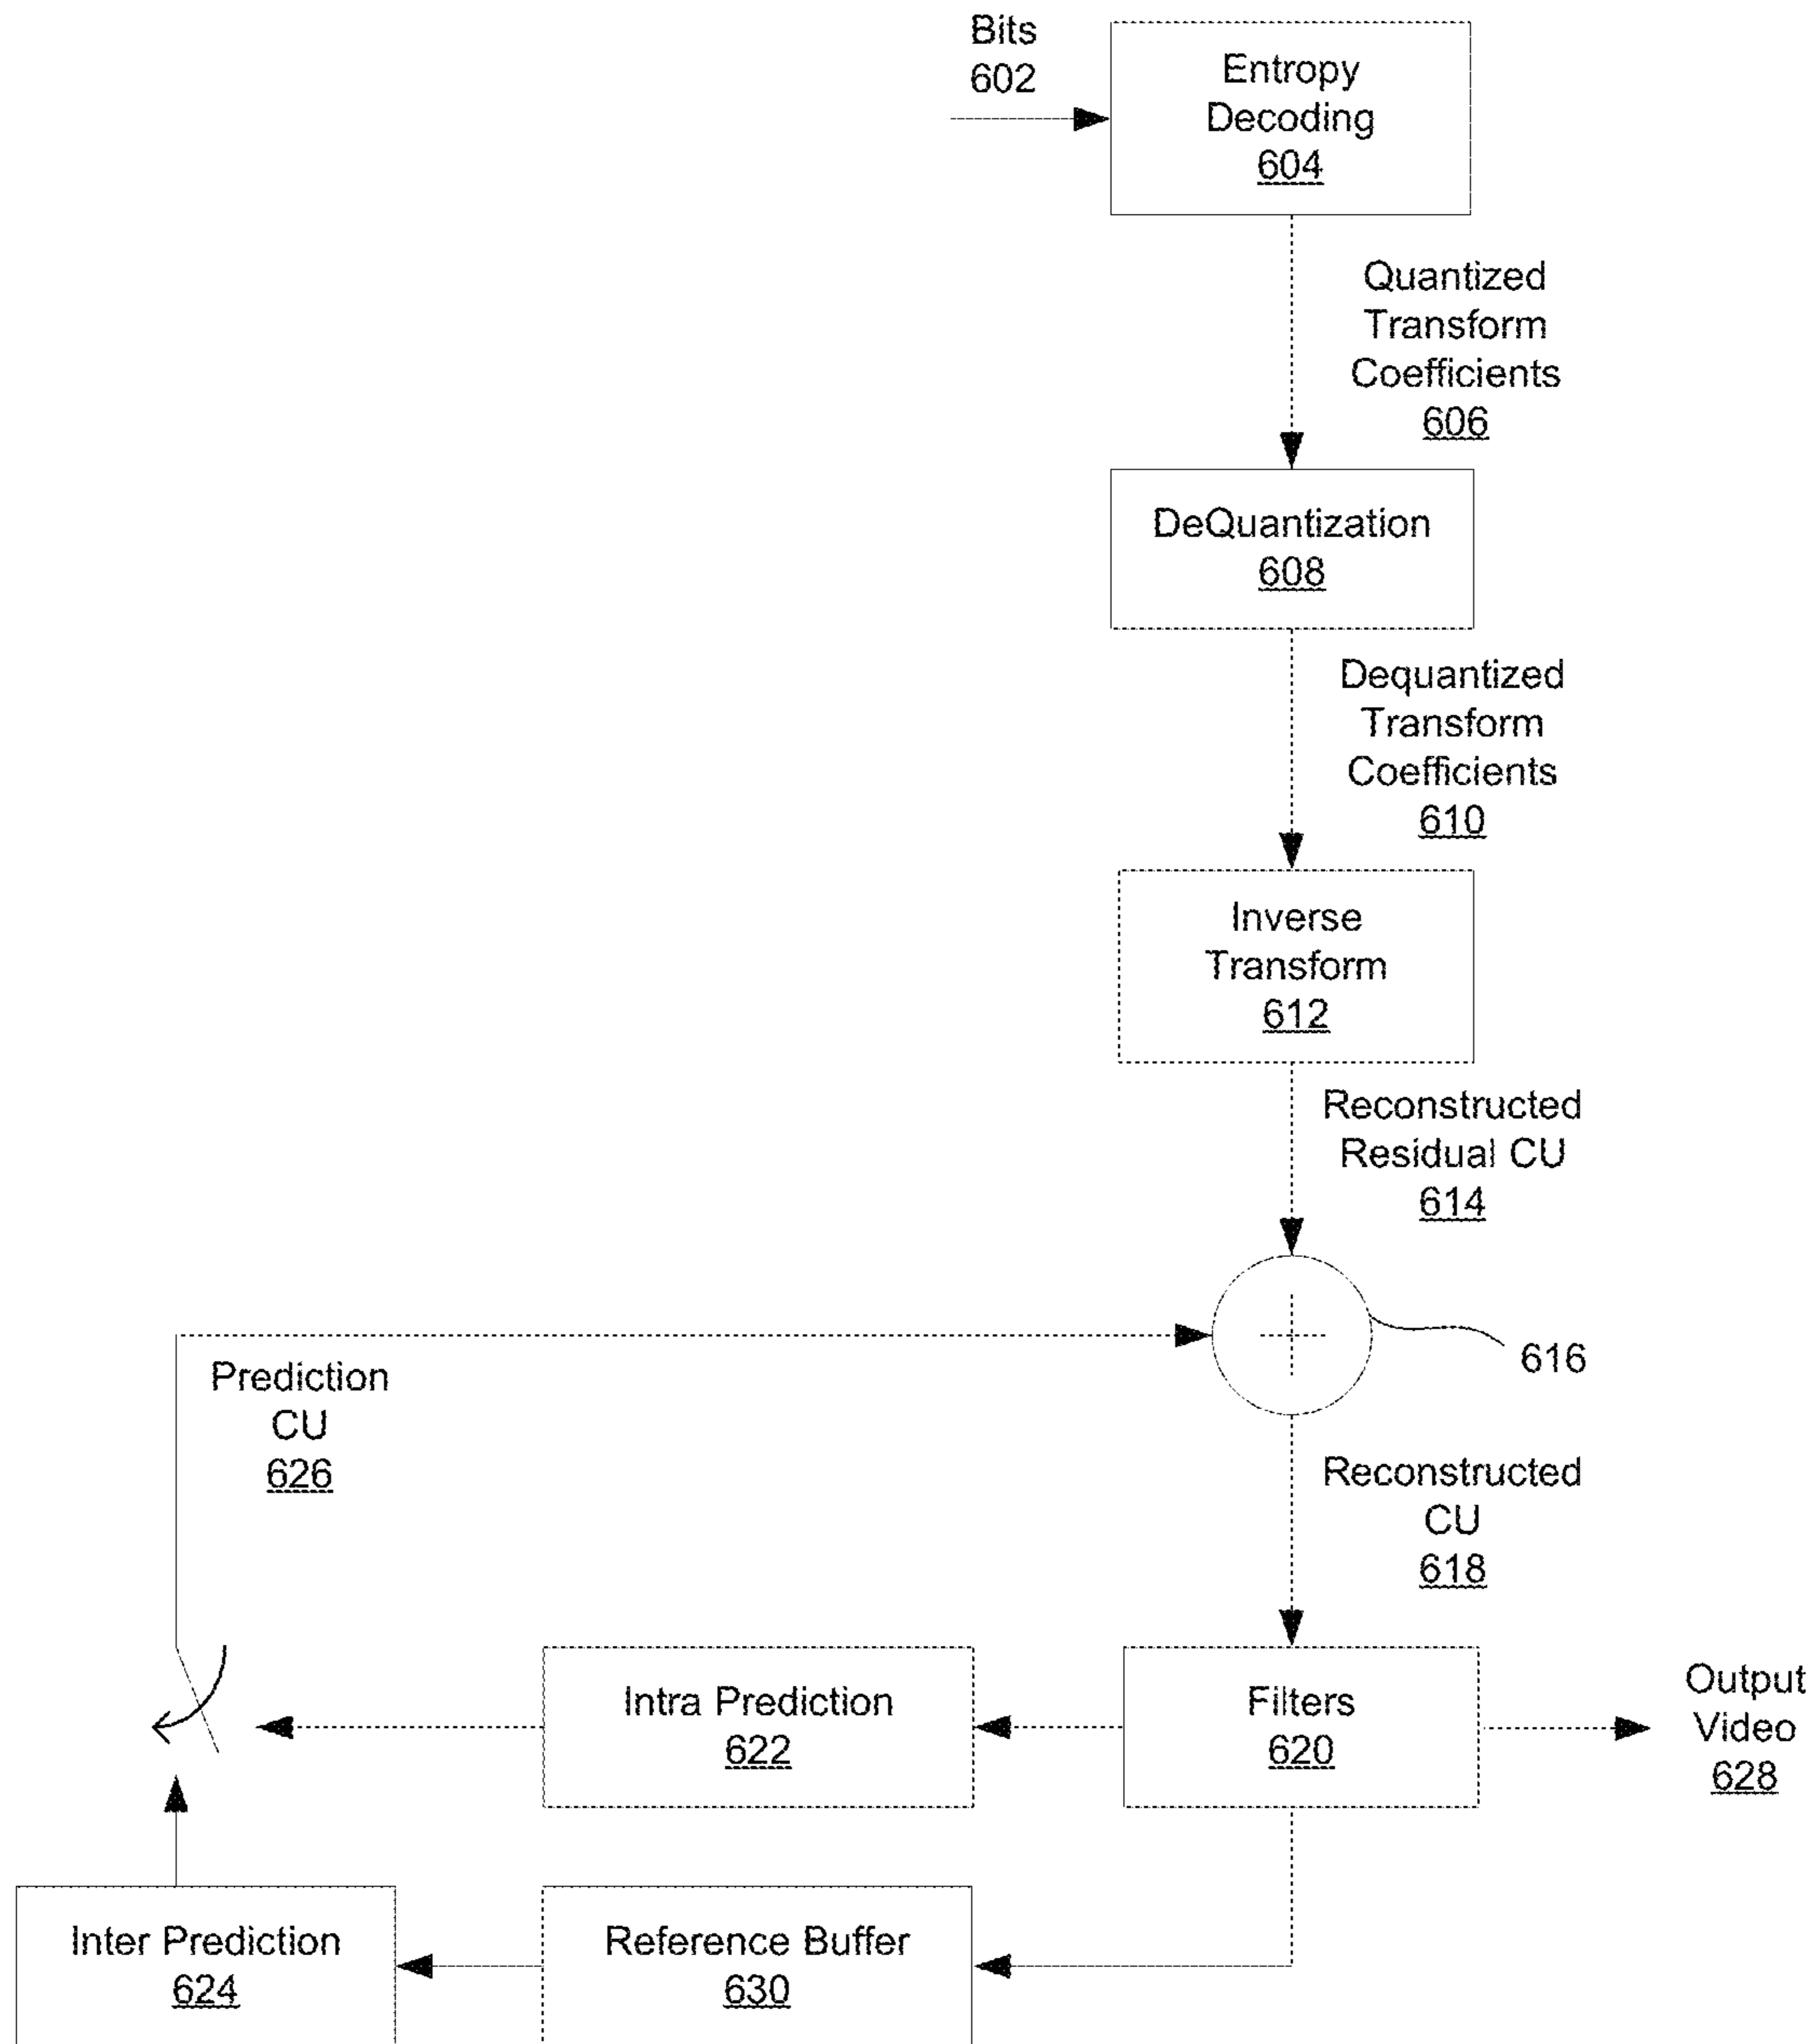 Bits
602
Entropy
Decoding
604
Quantized
Transform
Coefficients
606
DeQuantization
608
Dequantized
Transform
Coefficients
610
Inverse
Transform
612
Reconstructed
Residual CU
614
616
Prediction
CU
626
Reconstructed
CU
618
Intra Prediction
622
Filters
620
Output
Video
628
Inter Prediction
624
Reference Buffer
630